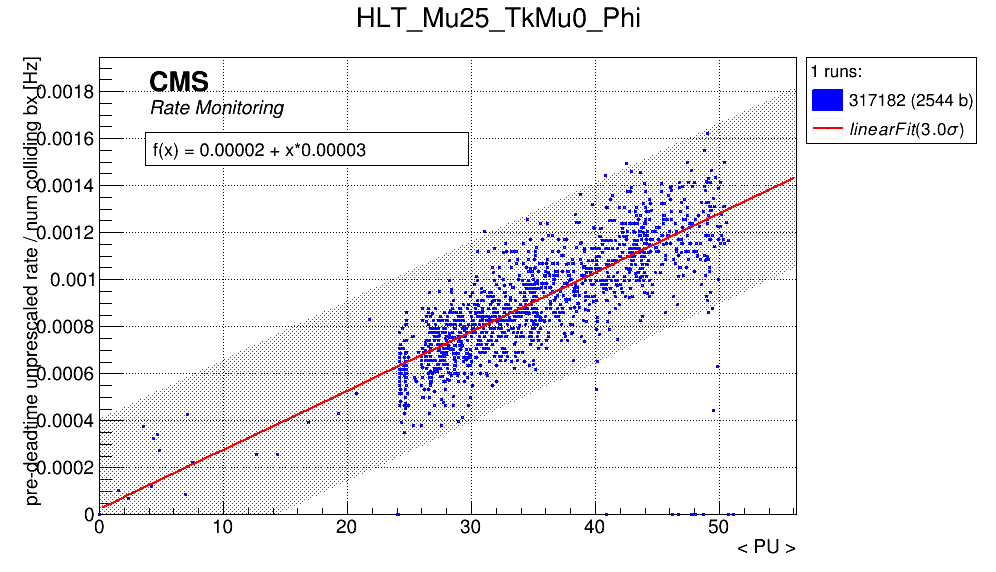 HLT_Mu25_TkMu0_Phi
pre-deadtime unprescaled rate / num colliding bx [Hz]
CMS
Rate Monitoring
f(x) = 0.00002 + x*0.00003
1 runs:
317182 (2544 b)
linearFit(3.0σ)
0.0018
0.0016
0.0014
0.0012
0.001
0.0008
0.0006
0.0004
0.0002
0
0 10 20 30 40 50
< PU >